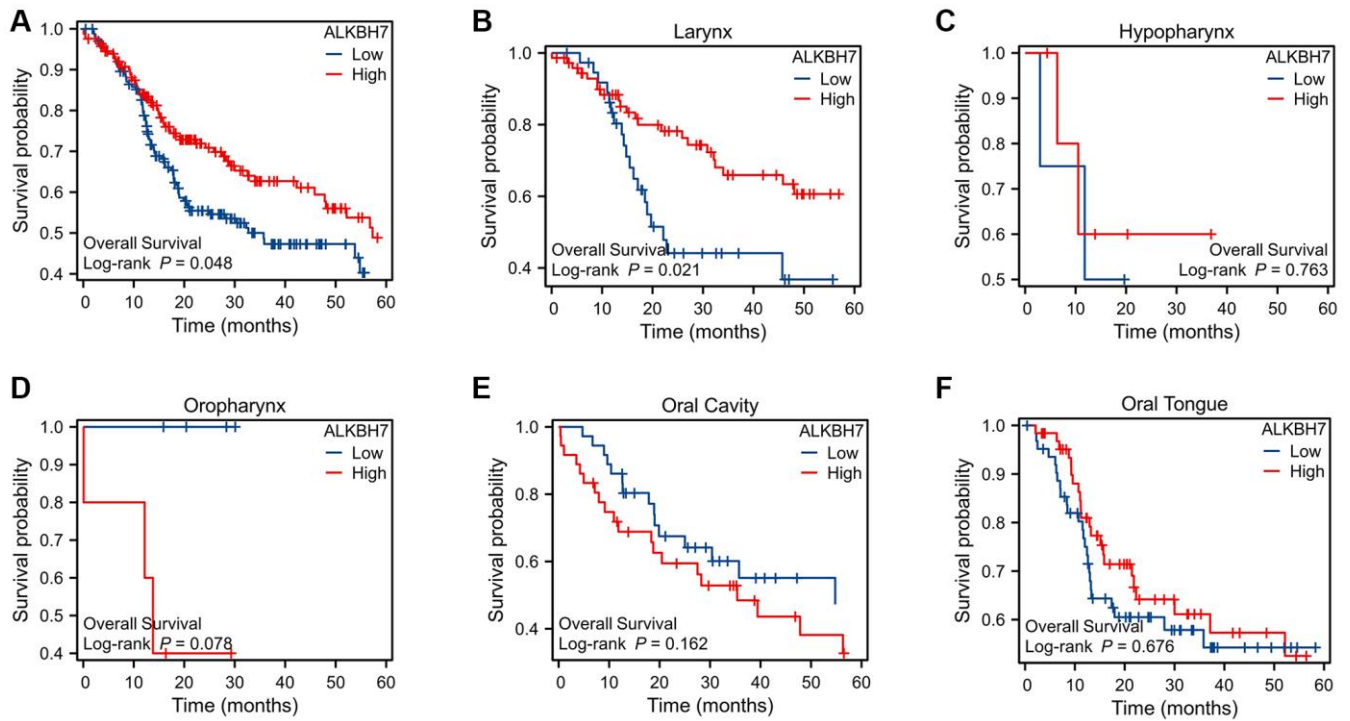 A
ALKBH7
Low
High
Survival probability
1.0
0.9
0.8
0.7
0.6
0.5
0.4
Overall Survival
Log-rank P = 0.048
0 10 20 30 40 50 60
Time (months)
B
Larynx
ALKBH7
Low
High
Survival probability
1.0
0.8
0.6
0.4
Overall Survival
Log-rank P = 0.021
0 10 20 30 40 50 60
Time (months)
C
Hypopharynx
ALKBH7
Low
High
Survival probability
1.0
0.9
0.8
0.7
0.6
0.5
Overall Survival
Log-rank P = 0.763
0 10 20 30 40 50 60
Time (months)
D
Oropharynx
ALKBH7
Low
High
Survival probability
1.0
0.9
0.8
0.7
0.6
0.5
0.4
Overall Survival
Log-rank P = 0.078
0 10 20 30 40 50 60
Time (months)
E
Oral Cavity
ALKBH7
Low
High
Survival probability
1.0
0.8
0.6
0.4
Overall Survival
Log-rank P = 0.162
0 10 20 30 40 50 60
Time (months)
F
Oral Tongue
ALKBH7
Low
High
Survival probability
1.0
0.9
0.8
0.7
0.6
Overall Survival
Log-rank P = 0.676
0 10 20 30 40 50 60
Time (months)